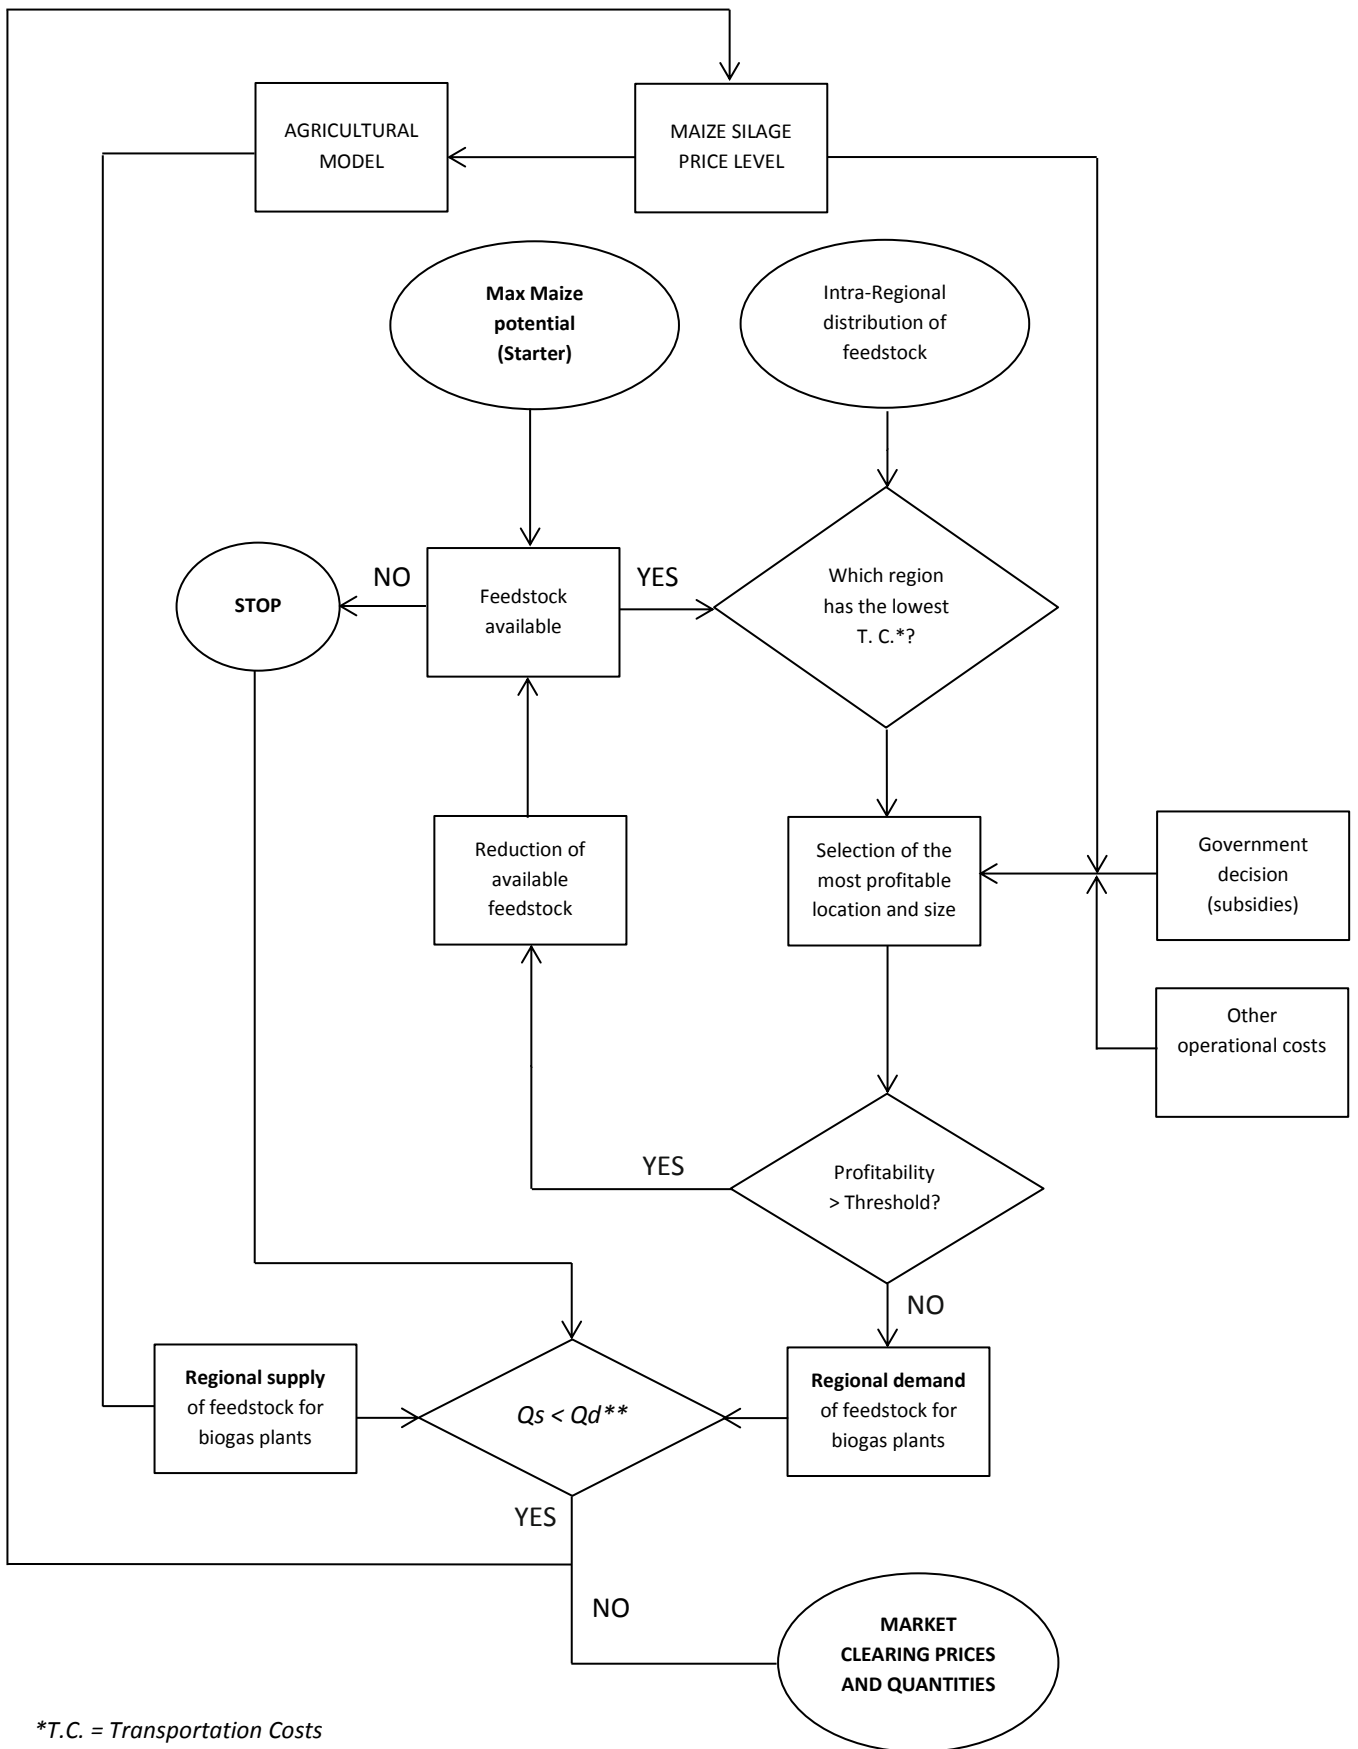 AGRICULTURAL
MODEL
MAIZE SILAGE
PRICE LEVEL
Max Maize
potential
(Starter)
Intra-Regional
distribution of
feedstock
STOP
NO
Feedstock
available
YES
Which region
has the lowest
T. C.*?
Reduction of
available
feedstock
Selection of the
most profitable
location and size
Government
decision
(subsidies)
Other
operational costs
YES
Profitability
> Threshold?
NO
Regional supply
of feedstock for
biogas plants
Qs < Qd**
Regional demand
of feedstock for
biogas plants
YES
NO
MARKET
CLEARING PRICES
AND QUANTITIES
*T.C. = Transportation Costs